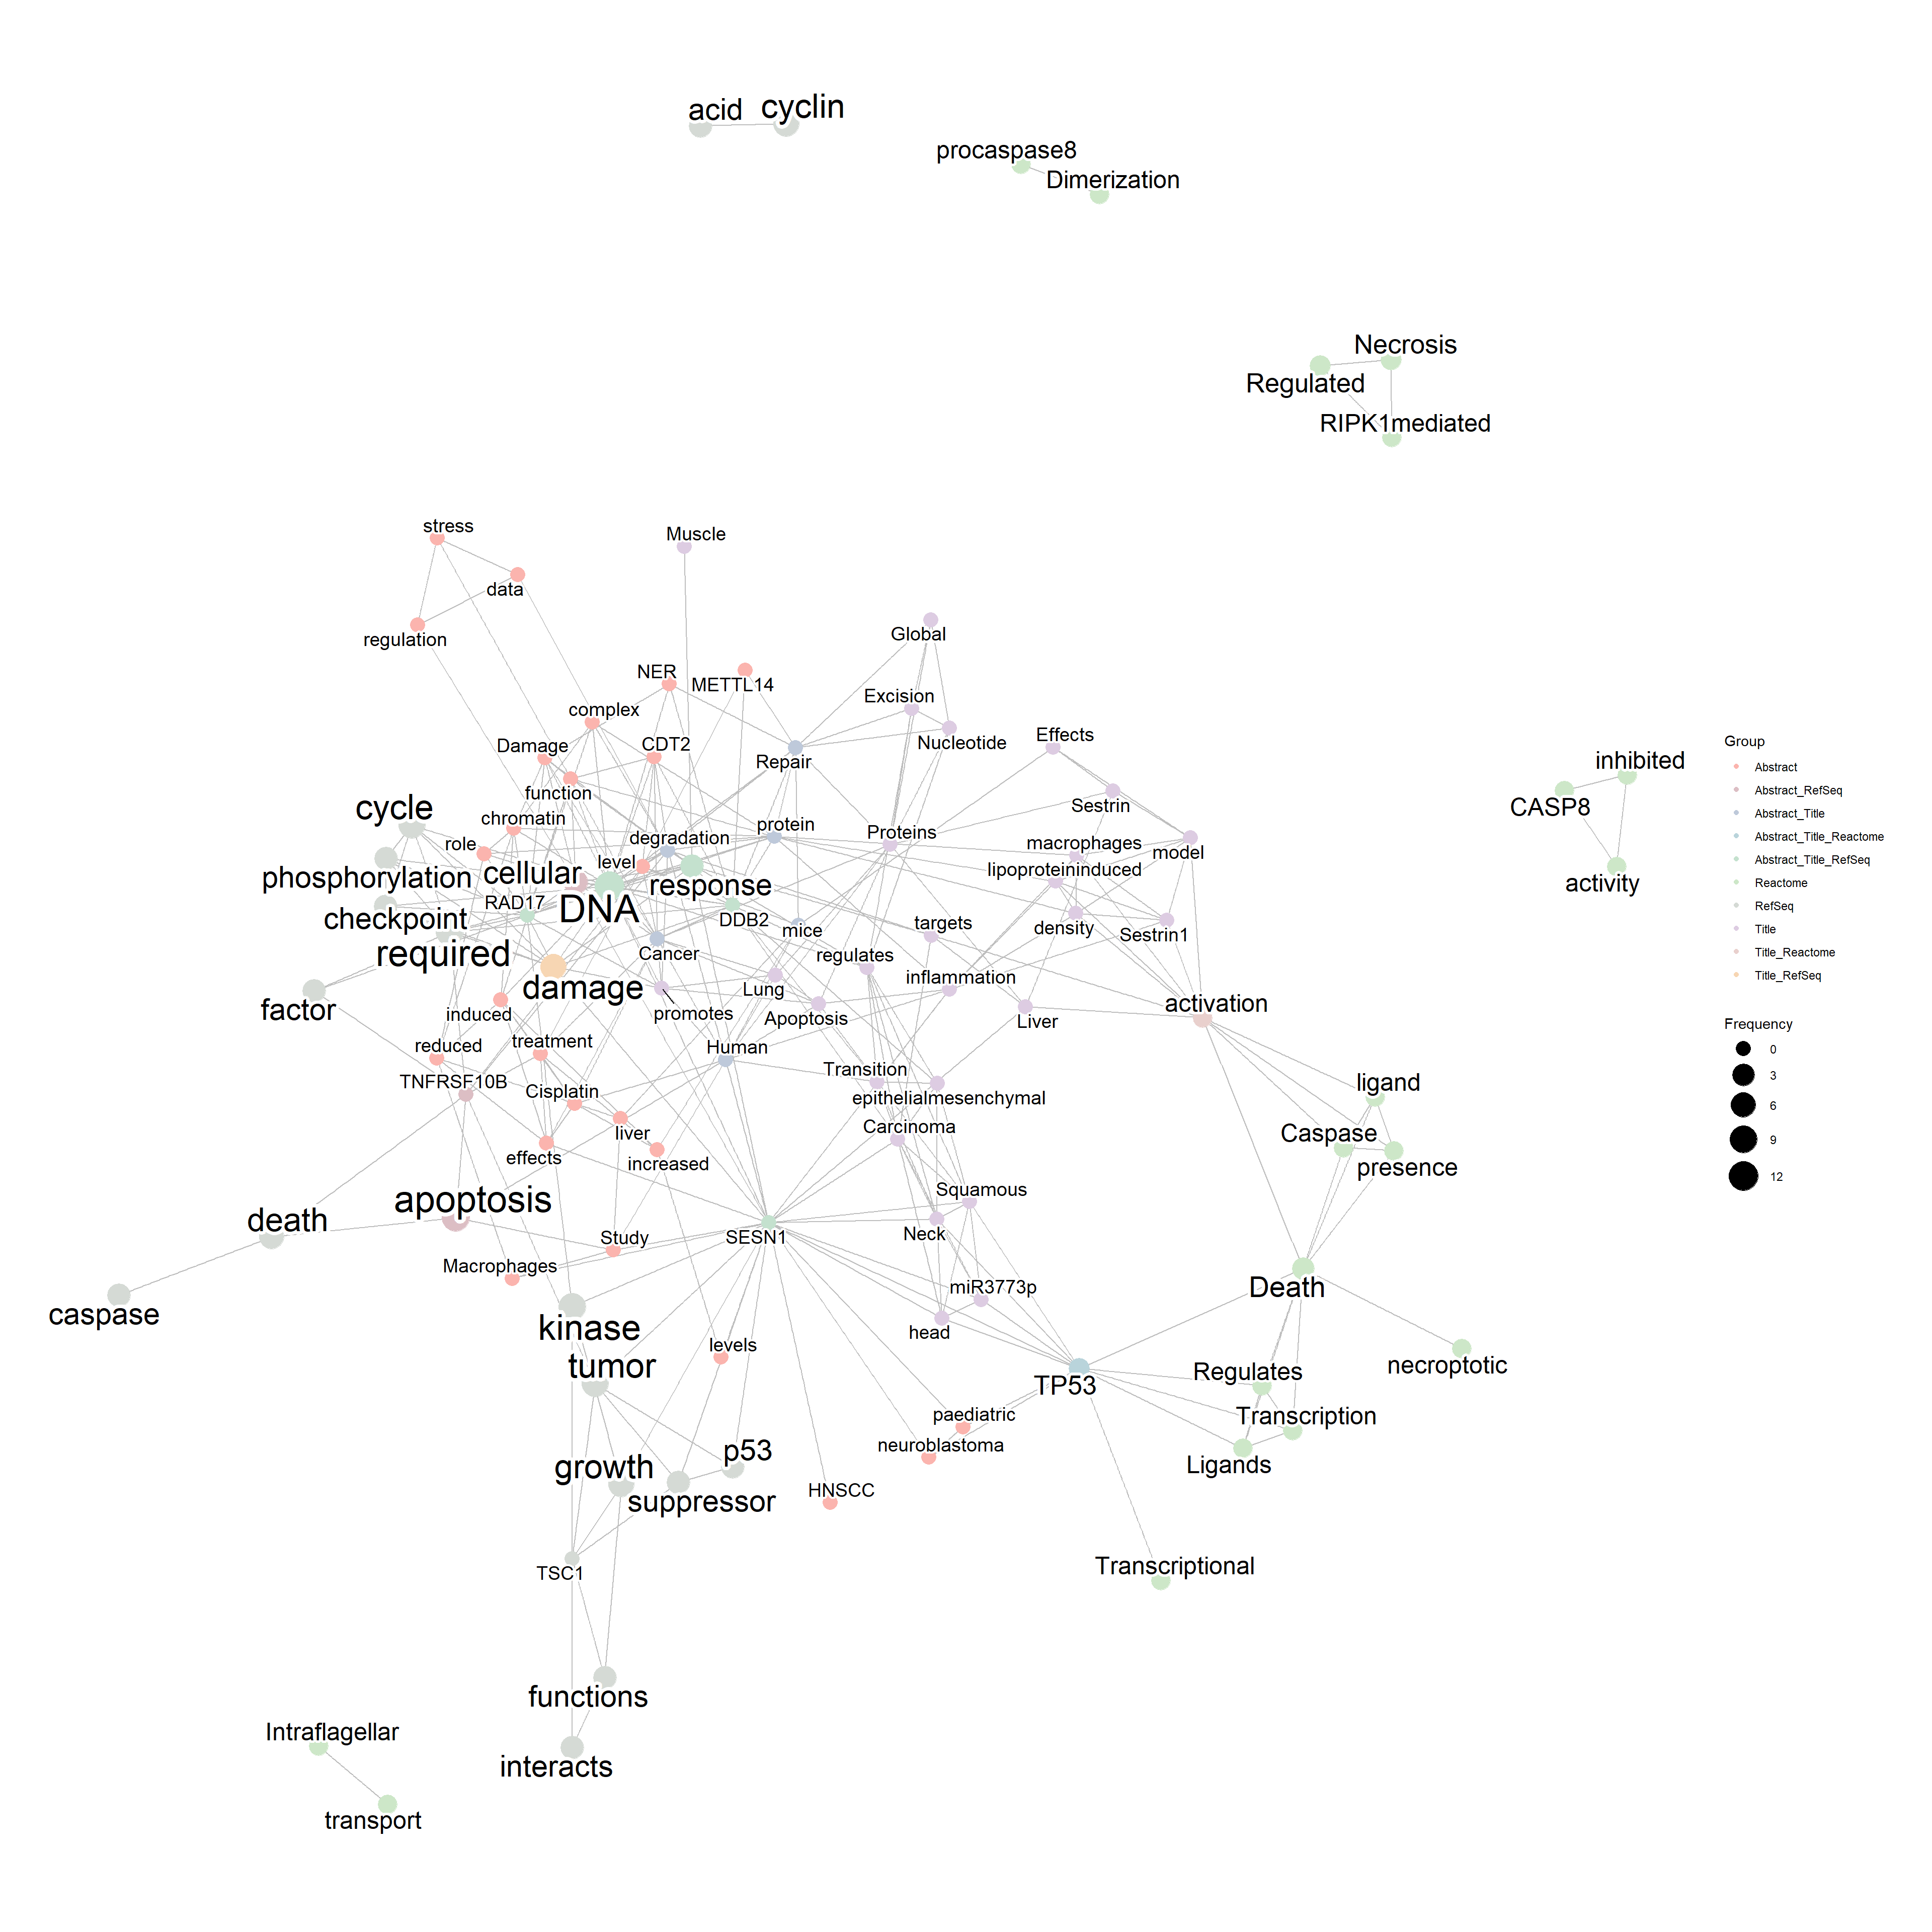 acid
cyclin
procaspase8
Dimerization
Necrosis
Regulated
RIPK1mediated
stress
Muscle
data
regulation
Global
NER
METTL14
Excision
complex
Damage
CDT2
Nucleotide
Effects
Repair
function
Sestrin
inhibited
CASP8
activity
cycle
chromatin
degradation
protein
Proteins
macrophages
model
role
level
lipoproteininduced
phosphorylation
cellular
response
RAD17
DNA
DDB2
checkpoint
mice
targets
density
Sestrin1
required
Cancer
regulates
inflammation
damage
Lung
factor
induced
promotes
Apoptosis
Liver
activation
reduced
treatment
Human
TNFRSF10B
Cisplatin
Transition
epithelialmesenchymal
ligand
liver
Carcinoma
Caspase
effects
increased
presence
apoptosis
Squamous
death
Study
SESN1
Neck
Macrophages
miR3773p
Death
caspase
kinase
head
levels
tumor
TP53
Regulates
necroptotic
paediatric
Transcription
neuroblastoma
p53
growth
Ligands
HNSCC
suppressor
TSC1
Transcriptional
functions
Intraflagellar
interacts
transport
Group
Abstract
Abstract_RefSeq
Abstract_Title
Abstract_Title_Reactome
Abstract_Title_RefSeq
Reactome
RefSeq
Title
Title_Reactome
Title_RefSeq
Frequency
0
3
6
9
12